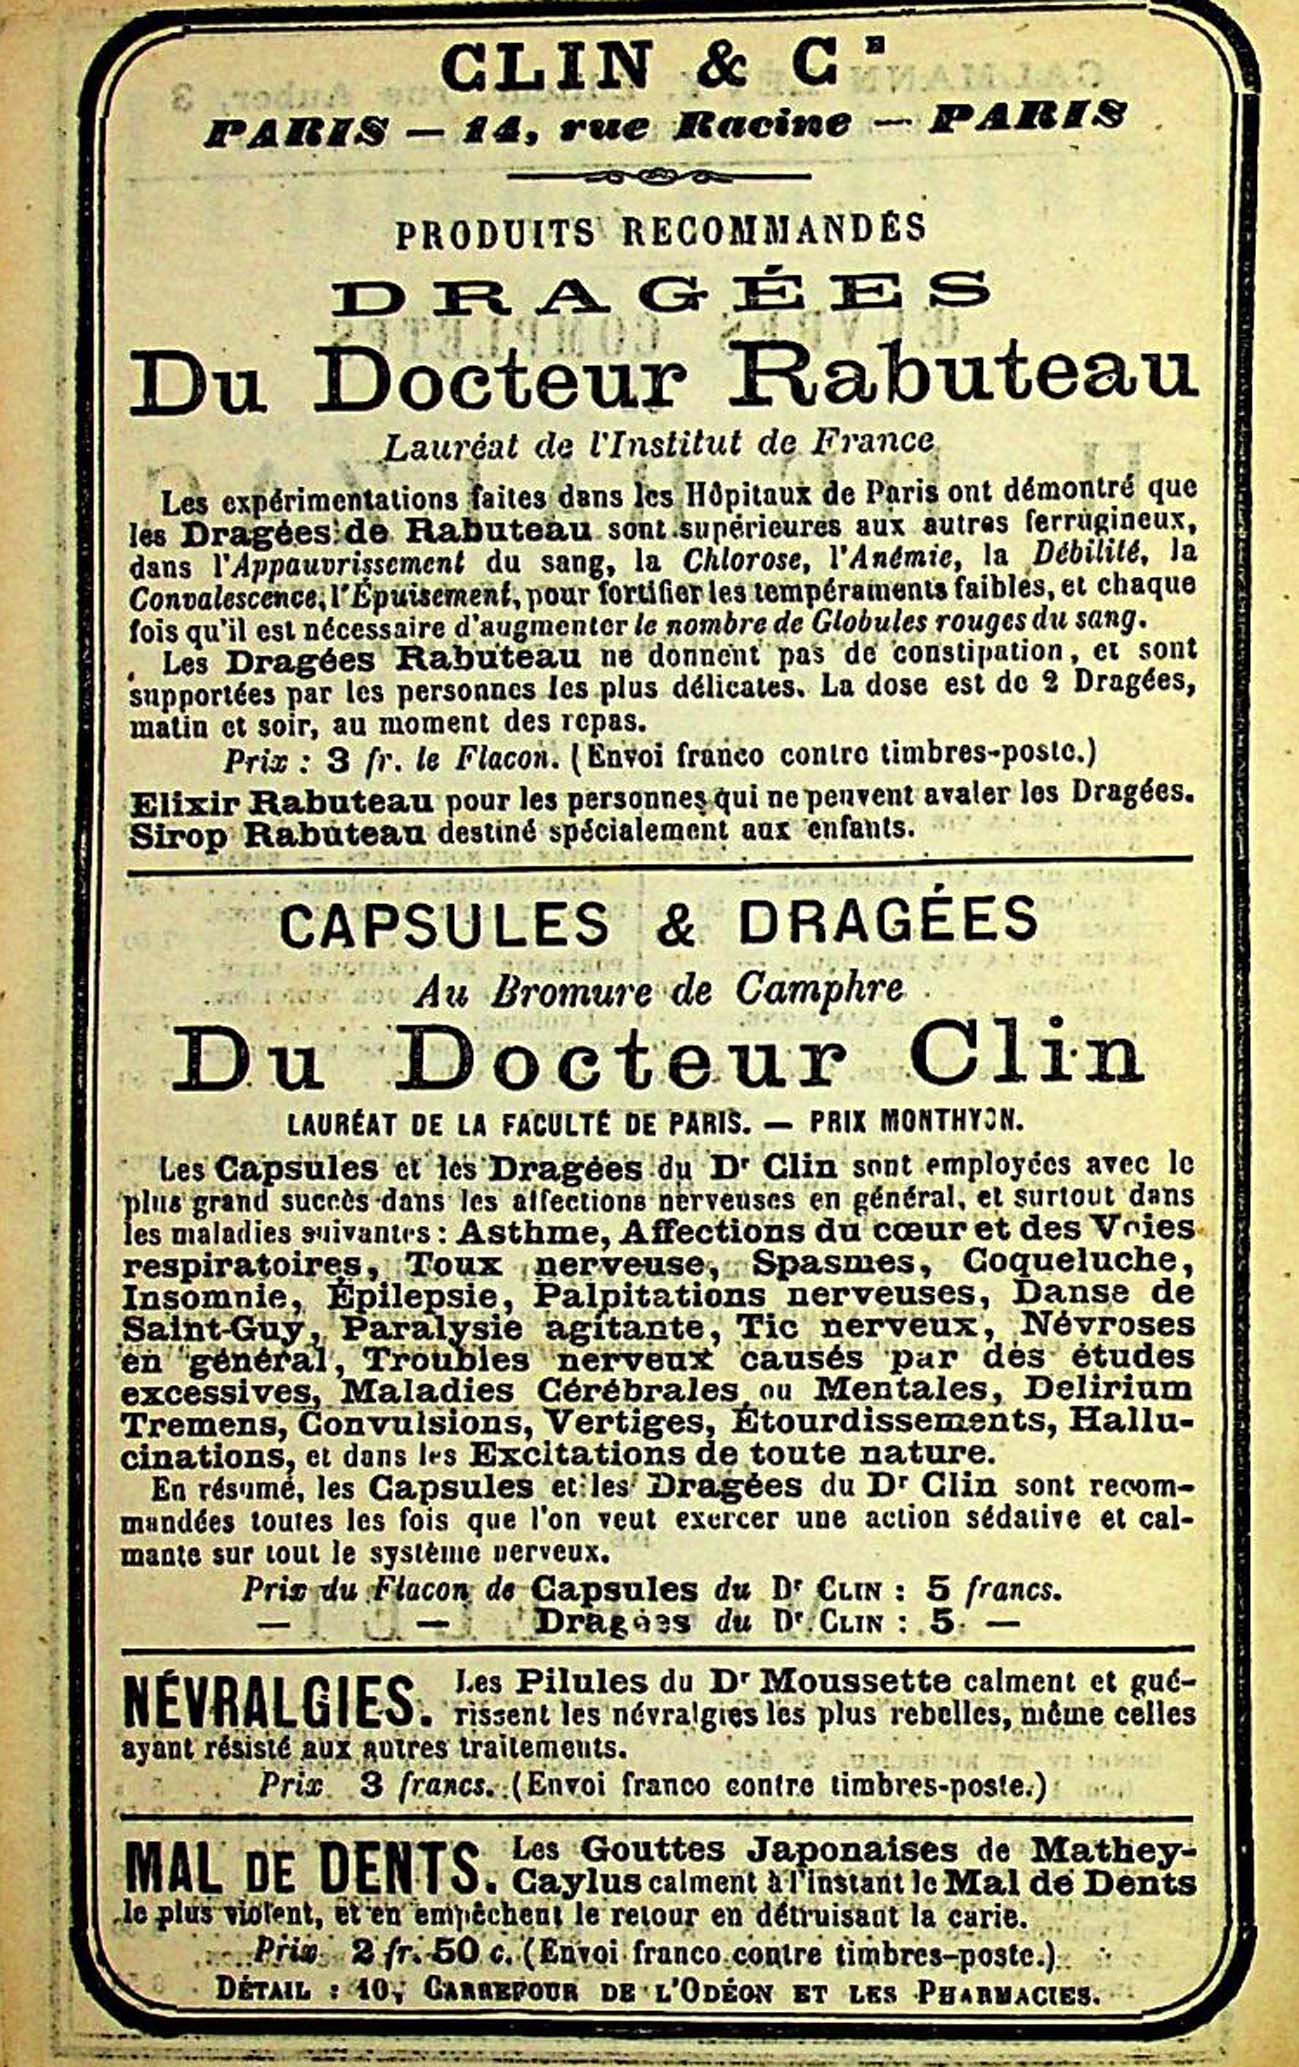 CLIN & Cie
PARIS — 14, rue Racine — PARIS
PRODUITS RECOMMANDÉS
DRAGÉES
Du Docteur Rabuteau
Lauréat de l'Institut de France
Les expérimentations faites dans les Hôpitaux de Paris ont démontré que
les Dragées de Rabuteau sont supérieures aux autres ferrugineux,
dans l'Appauvrissement du sang, la Chlorose, l'Anémie, la Débilité, la
Convalescence, l'Épuisement, pour fortifier les tempéraments faibles, et chaque
fois qu'il est nécessaire d'augmenter le nombre de Globules rouges du sang.
Les Dragées Rabuteau ne donnent pas de constipation, et sont
supportées par les personnes les plus délicates. La dose est de 2 Dragées,
matin et soir, au moment des repas.
Prix : 3 fr. le Flacon. (Envoi franco contre timbres-poste.)
Elixir Rabuteau pour les personnes qui ne peuvent avaler les Dragées.
Sirop Rabuteau destiné spécialement aux enfants.
CAPSULES & DRAGÉES
Au Bromure de Camphre
Du Docteur Clin
LAURÉAT DE LA FACULTÉ DE PARIS. — PRIX MONTHYON.
Les Capsules et les Dragées du Dr Clin sont employées avec le
plus grand succès dans les affections nerveuses en général, et surtout dans
les maladies suivantes : Asthme, Affections du cœur et des Voies
respiratoires, Toux nerveuse, Spasmes, Coqueluche,
Insomnie, Épilepsie, Palpitations nerveuses, Danse de
Saint-Guy, Paralysie agitante, Tic nerveux, Névroses
en général, Troubles nerveux causés par des études
excessives, Maladies Cérébrales ou Mentales, Delirium
Tremens, Convulsions, Vertiges, Étourdissements, Hallu-
cinations, et dans les Excitations de toute nature.
En résumé, les Capsules et les Dragées du Dr Clin sont recom-
mandées toutes les fois que l'on veut exercer une action sédative et cal-
mante sur tout le système nerveux.
Prix du Flacon de Capsules du Dr CLIN : 5 francs.
— — Dragées du Dr CLIN : 5 —
NÉVRALGIES. Les Pilules du Dr Moussette calment et gué-
rissent les névralgies les plus rebelles, même celles
ayant résisté aux autres traitements.
Prix 3 francs. (Envoi franco contre timbres-poste.)
MAL DE DENTS. Les Gouttes Japonaises de Mathey-
Caylus calment à l'instant le Mal de Dents
le plus violent, et en empêchent le retour en détruisant la carie.
Prix 2 fr. 50 c. (Envoi franco contre timbres-poste.)
DÉTAIL : 10, CARREFOUR DE L'ODÉON ET LES PHARMACIES.